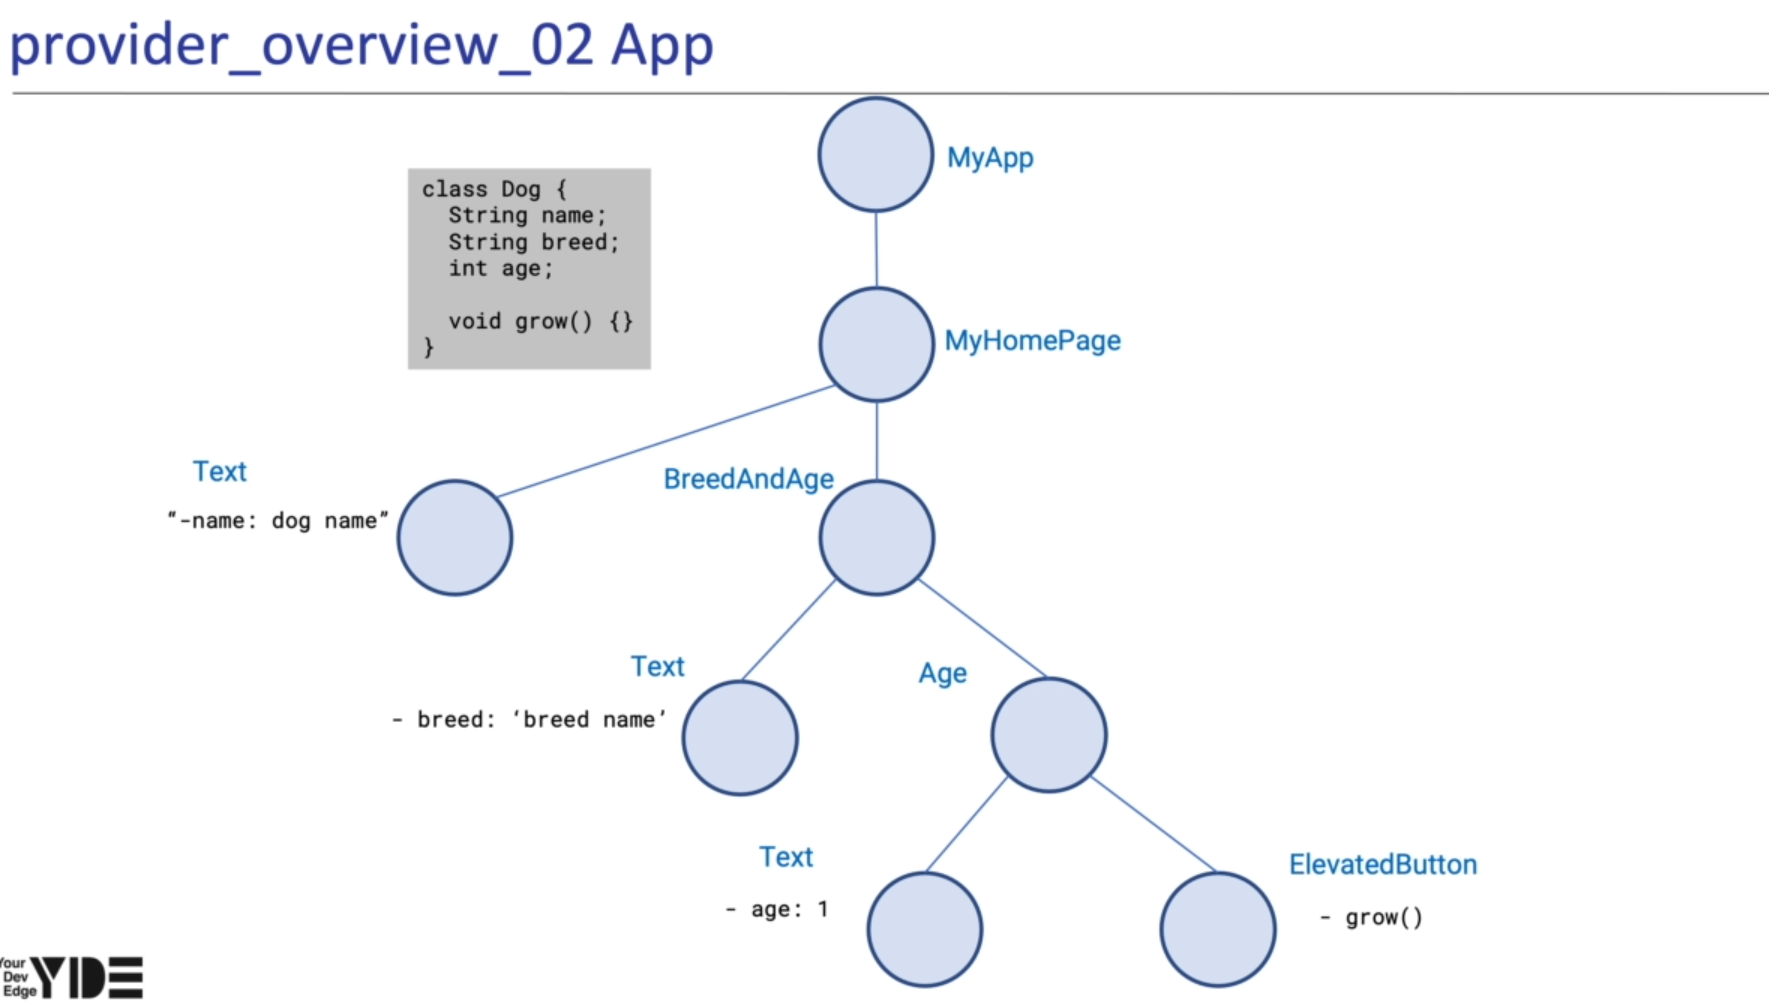 provider_overview_02 App
MyApp
class Dog {
  String name;
  String breed;
  int age;
  void grow() {}
}
MyHomePage
Text
“-name: dog name”
BreedAndAge
Text
- breed: ‘breed name’
Age
Text
- age: 1
ElevatedButton
- grow()
Your
Dev
Edge
YIDE